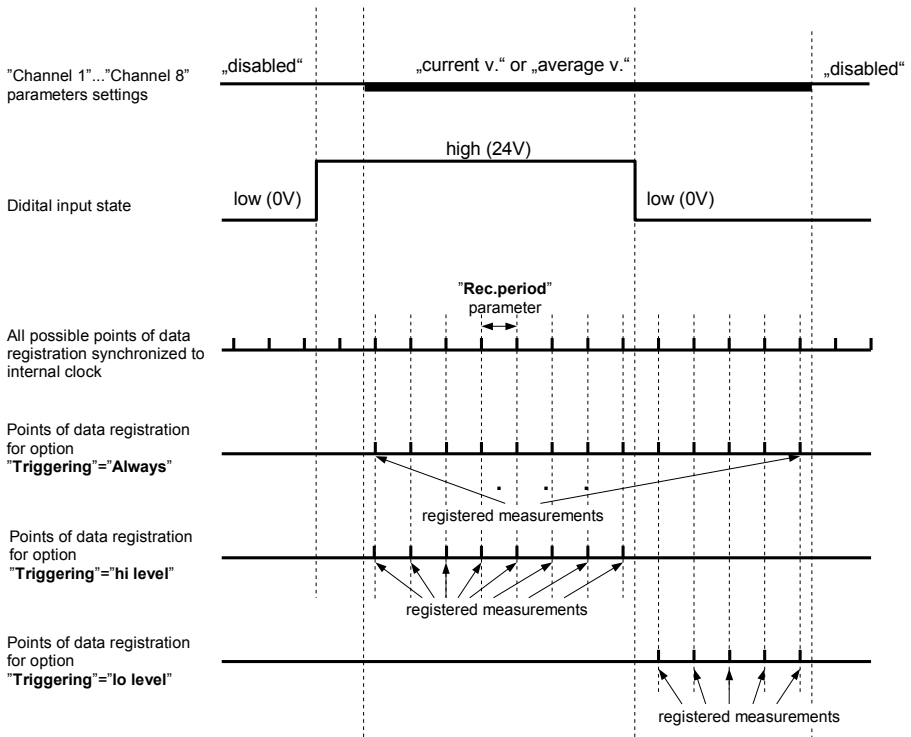 „disabled“
„current v.“ or „average v.“
„disabled“
"Channel 1"..."Channel 8"
parameters settings
high (24V)
low (0V)
low (0V)
Didital input state
"Rec.period"
parameter
All possible points of data
registration synchronized to
internal clock
Points of data registration
for option
"Triggering"="Always"
. . .
registered measurements
Points of data registration
for option
"Triggering"="hi level"
registered measurements
Points of data registration
for option
"Triggering"="lo level"
registered measurements